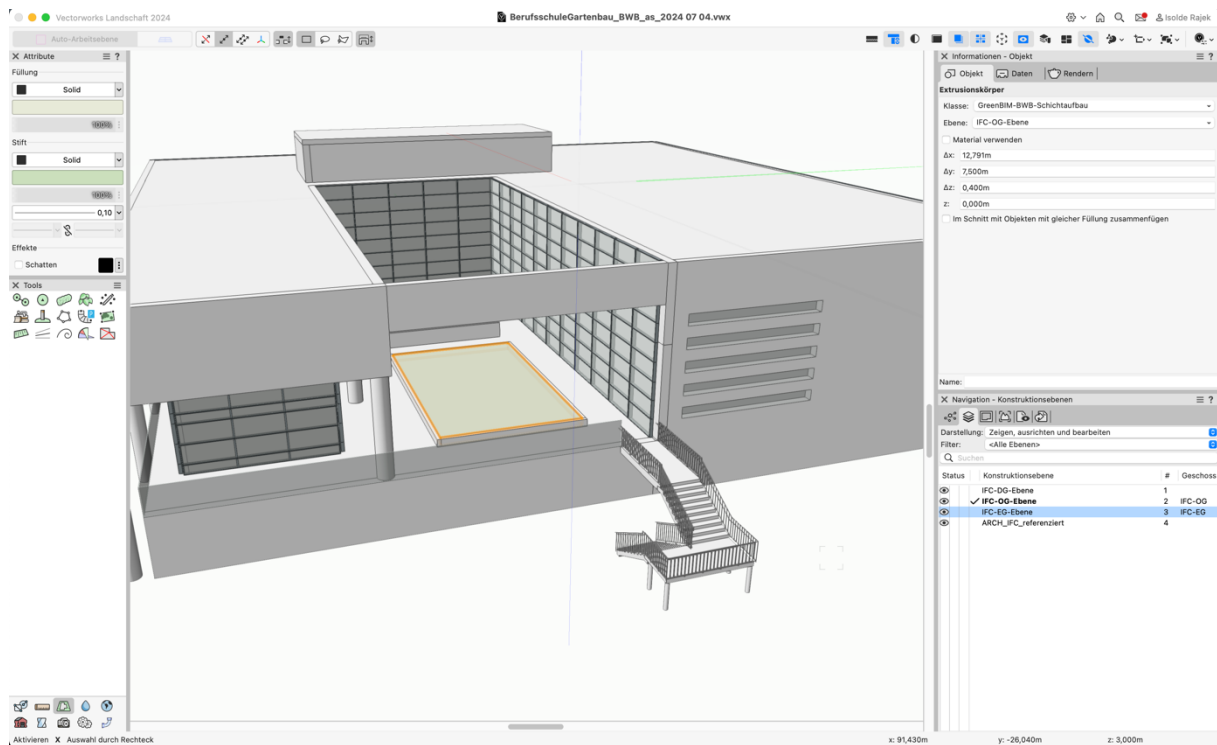 Vectorworks Landschaft 2024
BerufsschuleGartenbau_BWB_as_2024 07 04.vwx
Isolde Rajek
Auto-Arbeitsebene
X Attribute ?
Füllung
Solid
100%
Stift
Solid
100%
0,10
Effekte
Schatten
X Tools
X Informationen - Objekt ?
Objekt Daten Rendern
Extrusionskörper
Klasse: GreenBIM-BWB-Schichtaufbau
Ebene: IFC-OG-Ebene
Material verwenden
Δx: 12,791m
Δy: 7,500m
Δz: 0,400m
z: 0,000m
Im Schnitt mit Objekten mit gleicher Füllung zusammenfügen
Name:
X Navigation - Konstruktionsebenen ?
Darstellung: Zeigen, ausrichten und bearbeiten
Filter: <Alle Ebenen>
Suchen
Status Konstruktionsebene # Geschoss
IFC-DG-Ebene 1
IFC-OG-Ebene 2 IFC-OG
IFC-EG-Ebene 3 IFC-EG
ARCH_IFC_referenziert 4
Aktivieren X Auswahl durch Rechteck x: 91,430m y: -26,040m z: 3,000m